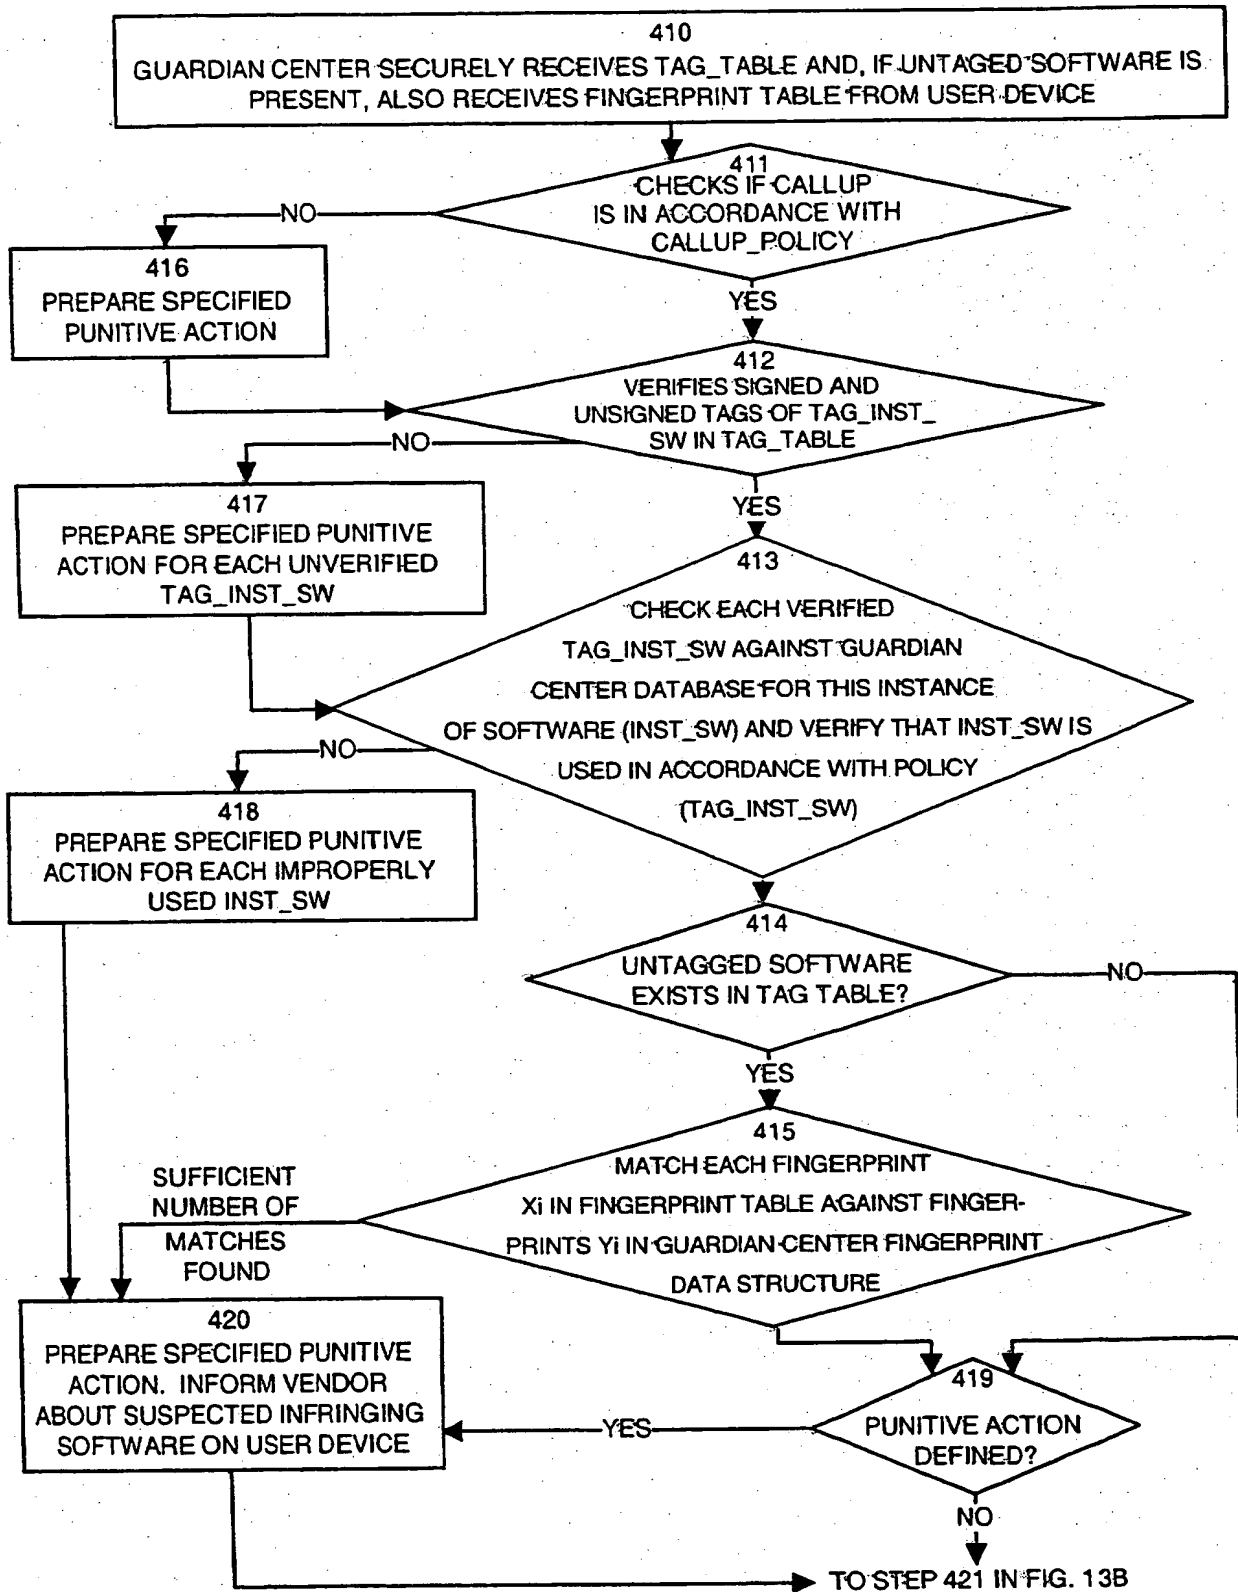 410
GUARDIAN CENTER SECURELY RECEIVES TAG_TABLE AND, IF UNTAGED SOFTWARE IS
PRESENT, ALSO RECEIVES FINGERPRINT TABLE FROM USER DEVICE
411
CHECKS IF CALLUP
IS IN ACCORDANCE WITH
CALLUP_POLICY
NO
416
PREPARE SPECIFIED
PUNITIVE ACTION
YES
412
VERIFIES SIGNED AND
UNSIGNED TAGS OF TAG_INST_
SW IN TAG_TABLE
NO
417
PREPARE SPECIFIED PUNITIVE
ACTION FOR EACH UNVERIFIED
TAG_INST_SW
YES
413
CHECK EACH VERIFIED
TAG_INST_SW AGAINST GUARDIAN
CENTER DATABASE FOR THIS INSTANCE
OF SOFTWARE (INST_SW) AND VERIFY THAT INST_SW IS
USED IN ACCORDANCE WITH POLICY
(TAG_INST_SW)
NO
418
PREPARE SPECIFIED PUNITIVE
ACTION FOR EACH IMPROPERLY
USED INST_SW
414
UNTAGGED SOFTWARE
EXISTS IN TAG TABLE?
NO
YES
415
MATCH EACH FINGERPRINT
Xi IN FINGERPRINT TABLE AGAINST FINGER-
PRINTS Yi IN GUARDIAN CENTER FINGERPRINT
DATA STRUCTURE
SUFFICIENT
NUMBER OF
MATCHES
FOUND
420
PREPARE SPECIFIED PUNITIVE
ACTION. INFORM VENDOR
ABOUT SUSPECTED INFRINGING
SOFTWARE ON USER DEVICE
419
PUNITIVE ACTION
DEFINED?
YES
NO
TO STEP 421 IN FIG. 13B